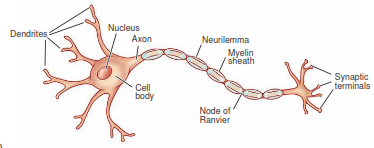 Dendrites
Nucleus
Axon
Cell
body
Neurilemma
Myelin
sheath
Node of
Ranvier
Synaptic
terminals